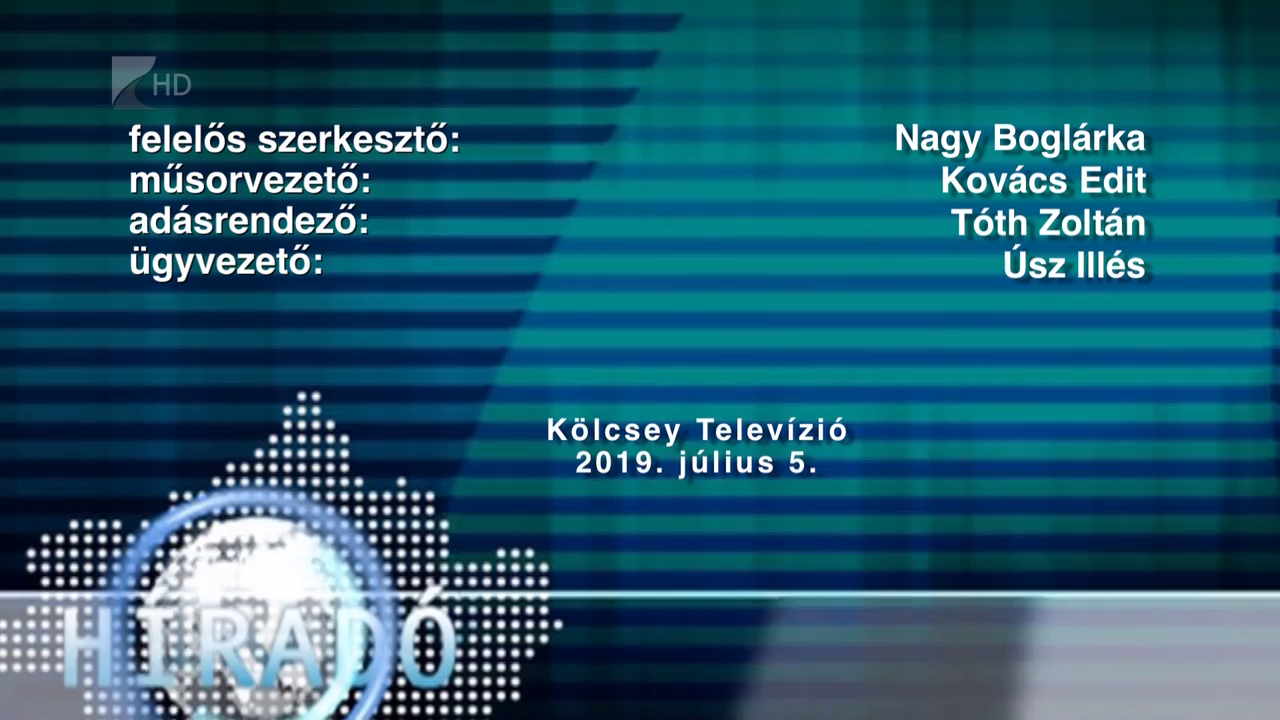 HD
felelős szerkesztő: Nagy Boglárka
műsorvezető: Kovács Edit
adásrendező: Tóth Zoltán
ügyvezető: Úsz Illés
Kölcsey Televízió
2019. július 5.
HÍRADÓ